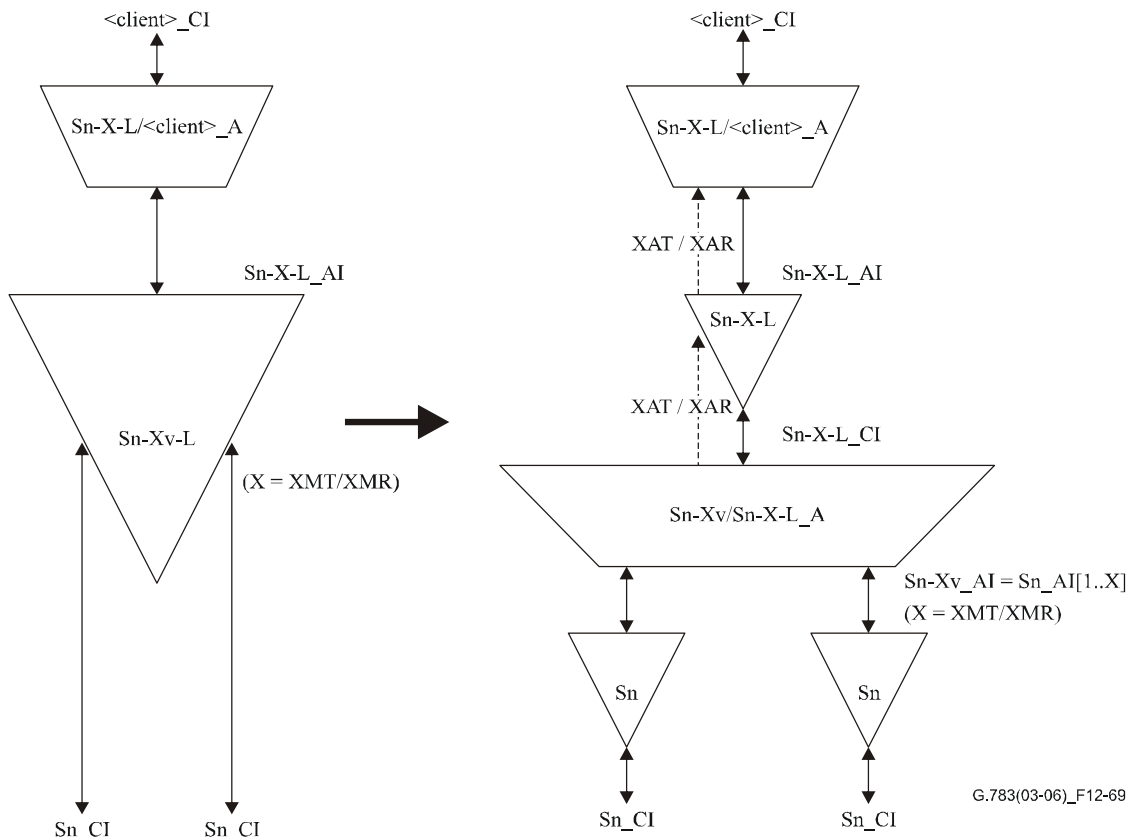 <client>_CI
Sn-X-L/<client>_A
Sn-X-L_AI
Sn-Xv-L
(X = XMT/XMR)
Sn_CI
Sn_CI
<client>_CI
Sn-X-L/<client>_A
XAT / XAR
Sn-X-L_AI
Sn-X-L
XAT / XAR
Sn-X-L_CI
Sn-Xv/Sn-X-L_A
Sn-Xv_AI = Sn_AI[1..X]
(X = XMT/XMR)
Sn
Sn
Sn_CI
Sn_CI
G.783(03-06)_F12-69